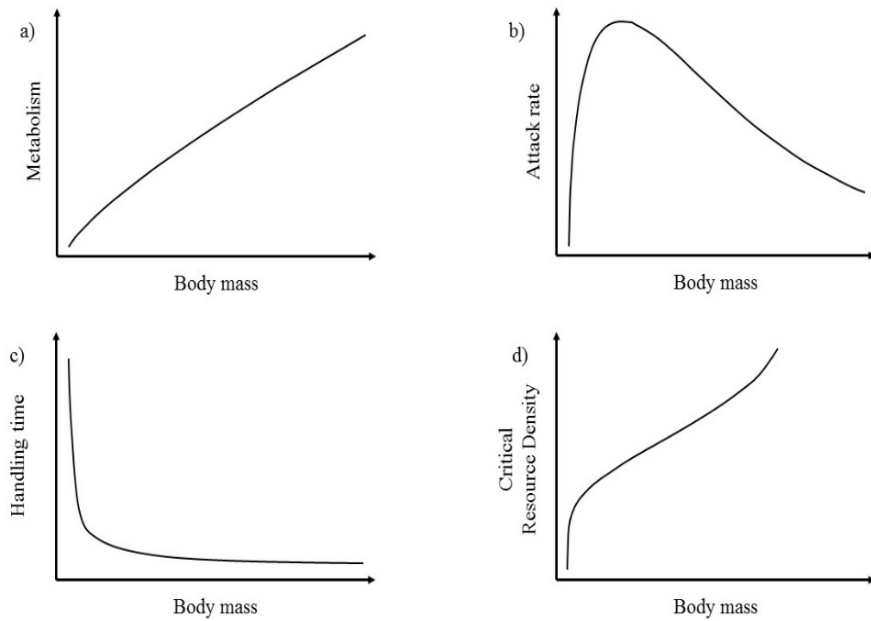 a)
Metabolism
Body mass
b)
Attack rate
Body mass
c)
Handling time
Body mass
d)
Critical
Resource Density
Body mass